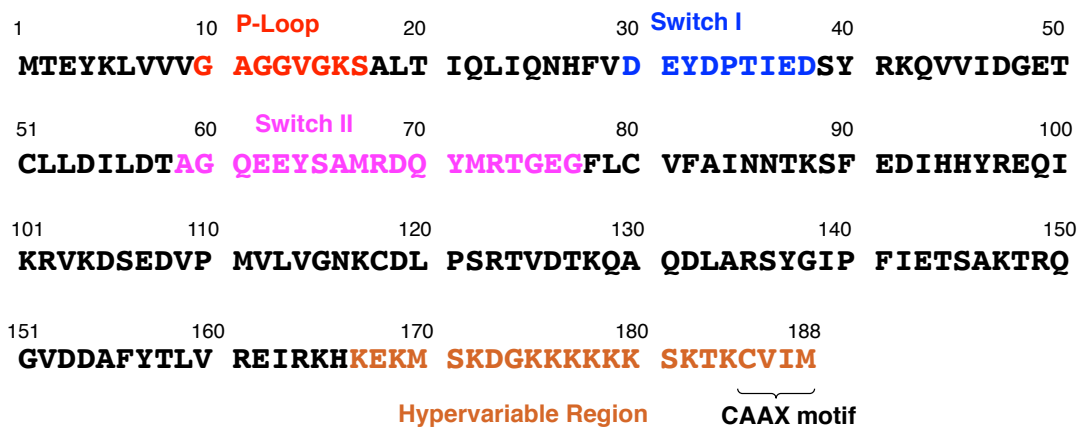 1 10 P-Loop 20 30 Switch I 40 50
MTEYKLVVVG AGGVGKSALT IQLIQNHFVD EYDPTIEDSY RKQVVIDGET
51 60 Switch II 70 80 90 100
CLLDILDTAG QEEYSAMRDQ YMRTGEGFLC VFAINNTKSF EDIHHYREQI
101 110 120 130 140 150
KRVKDSEDVP MVLVGNKCDL PSRTVDTKQA QDLARSYGIP FIETSAKTRQ
151 160 170 180 188
GVDDAFYTLV REIRKHKEKM SKDGKKKKKK SKTKCVIM
Hypervariable Region CAAX motif